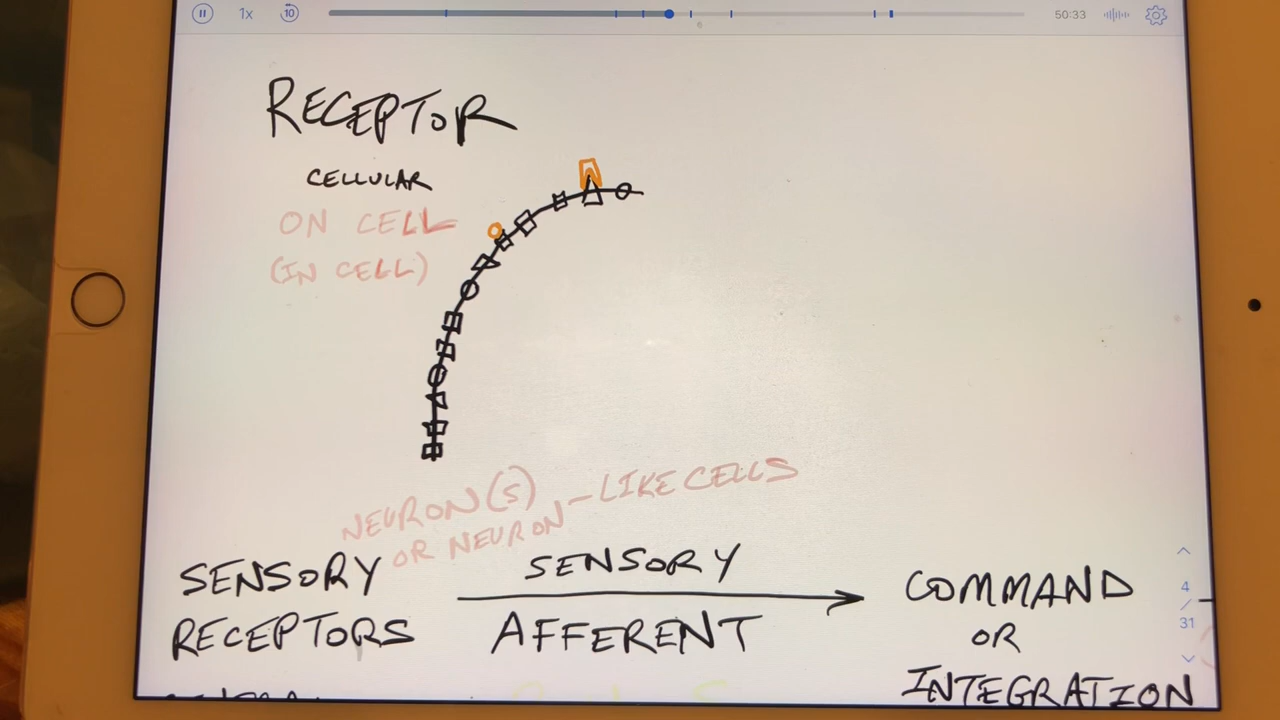 1x
10
50:33
RECEPTOR
CELLULAR
ON CELL
(IN CELL)
NEURON(S)
OR NEURON-LIKE CELLS
SENSORY
RECEPTORS
SENSORY
AFFERENT
COMMAND
OR
INTEGRATION
4
/
31